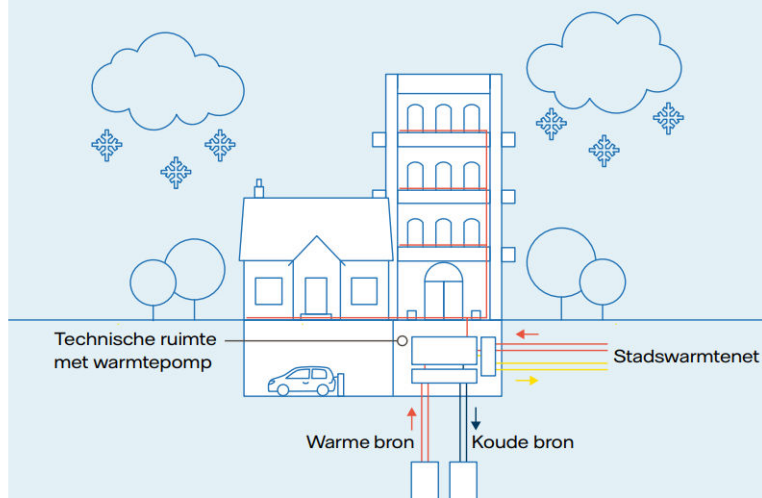 Technische ruimte
met warmtepomp
Stadswarmtenet
Warme bron
Koude bron